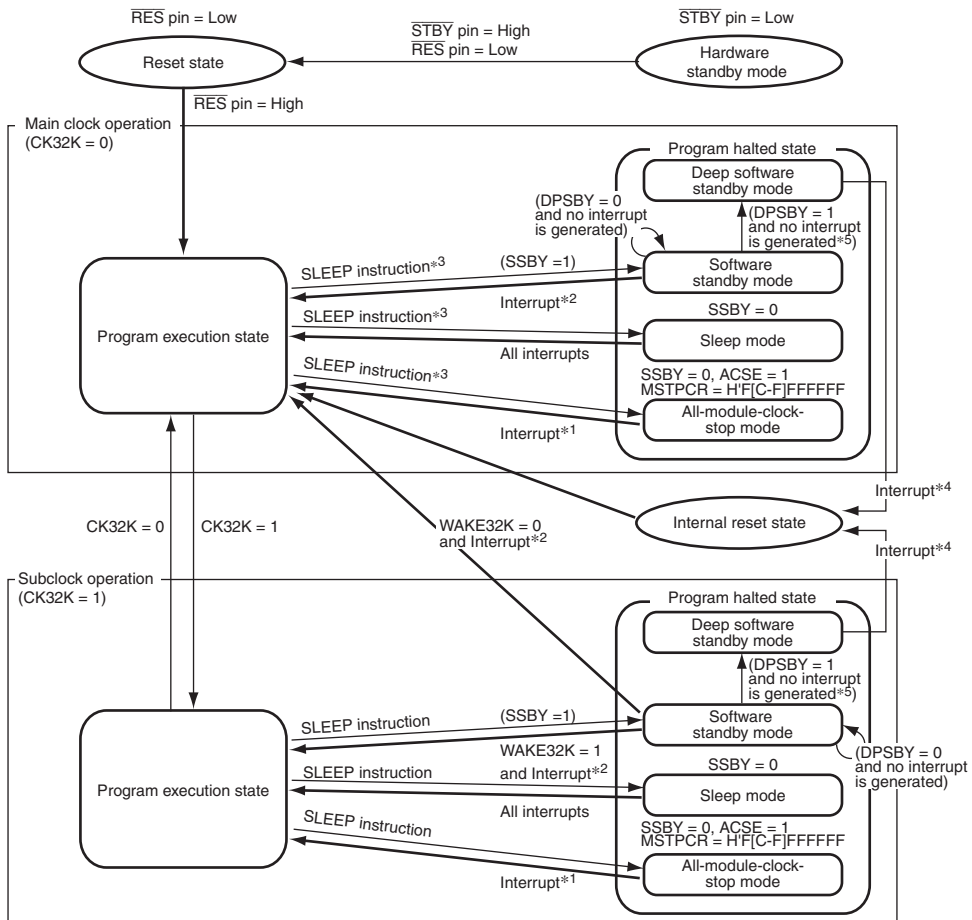 RES pin = Low
STBY pin = High
RES pin = Low
STBY pin = Low
Reset state
Hardware
standby mode
RES pin = High
Main clock operation
(CK32K = 0)
Program halted state
Deep software
standby mode
(DPSBY = 0
and no interrupt
is generated)
(DPSBY = 1
and no interrupt
is generated*5)
Program execution state
SLEEP instruction*3
(SSBY =1)
Software
standby mode
Interrupt*2
SLEEP instruction*3
SSBY = 0
Sleep mode
All interrupts
SLEEP instruction*3
SSBY = 0, ACSE = 1
MSTPCR = H'F[C-F]FFFFFF
All-module-clock-
stop mode
Interrupt*1
CK32K = 0
CK32K = 1
WAKE32K = 0
and Interrupt*2
Internal reset state
Interrupt*4
Interrupt*4
Subclock operation
(CK32K = 1)
Program halted state
Deep software
standby mode
(DPSBY = 1
and no interrupt
is generated*5)
Program execution state
SLEEP instruction
(SSBY =1)
Software
standby mode
(DPSBY = 0
and no interrupt
is generated)
WAKE32K = 1
and Interrupt*2
SLEEP instruction
SSBY = 0
Sleep mode
All interrupts
SLEEP instruction
SSBY = 0, ACSE = 1
MSTPCR = H'F[C-F]FFFFFF
All-module-clock-
stop mode
Interrupt*1